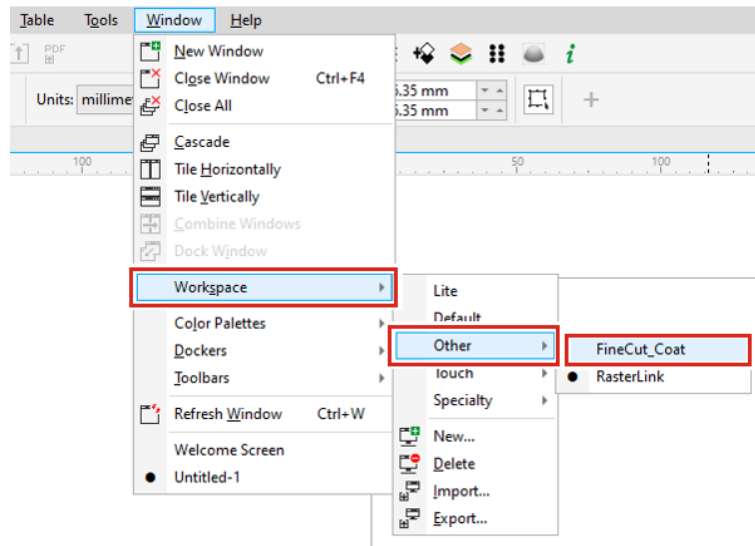 Table Tools Window Help
PDF
New Window
Close Window Ctrl+F4
Close All
Units: millime
5.35 mm
5.35 mm
Cascade
Tile Horizontally
Tile Vertically
Combine Windows
Dock Window
100 50 100
Workspace
Color Palettes
Dockers
Toolbars
Refresh Window Ctrl+W
Welcome Screen
Untitled-1
Lite
Default
Other
Touch
Specialty
New...
Delete
Import...
Export...
FineCut_Coat
RasterLink